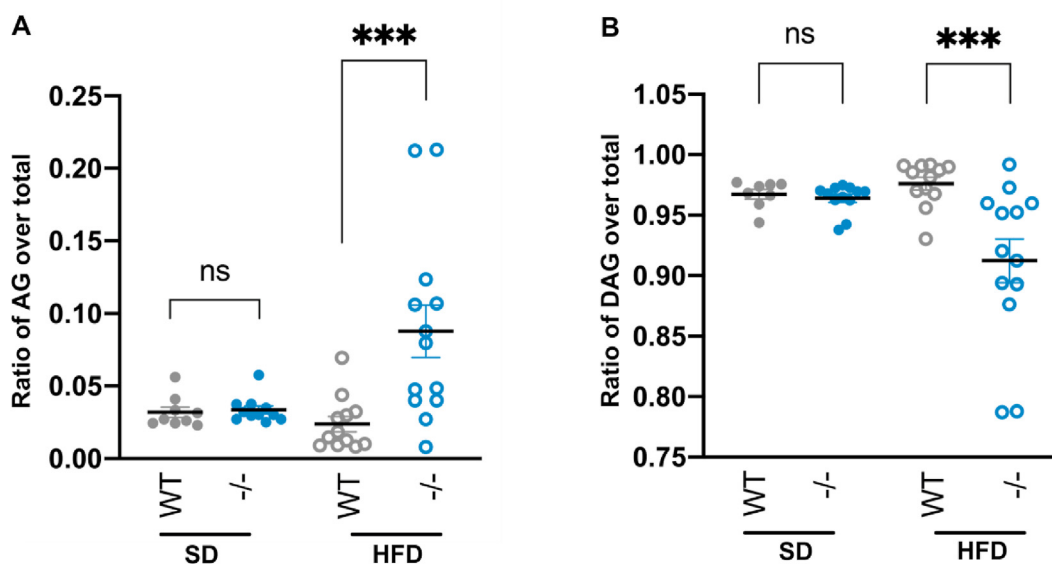 A
***
ns
Ratio of AG over total
0.25
0.20
0.15
0.10
0.05
0.00
WT
-/-
WT
-/-
SD
HFD
B
ns
***
Ratio of DAG over total
1.05
1.00
0.95
0.90
0.85
0.80
0.75
WT
-/-
WT
-/-
SD
HFD